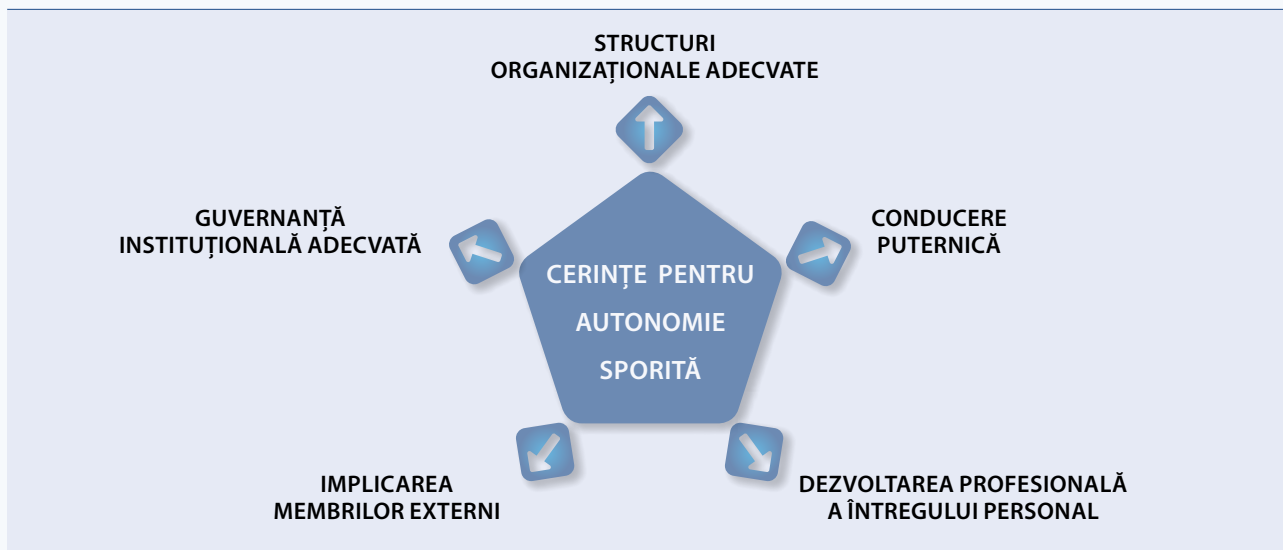 STRUCTURI
ORGANIZAȚIONALE ADECVATE
GUVERNANȚĂ
INSTITUȚIONALĂ ADECVATĂ
CONDUCERE
PUTERNICĂ
CERINȚE PENTRU
AUTONOMIE
SPORITĂ
IMPLICAREA
MEMBRILOR EXTERNI
DEZVOLTAREA PROFESIONALĂ
A ÎNTREGULUI PERSONAL